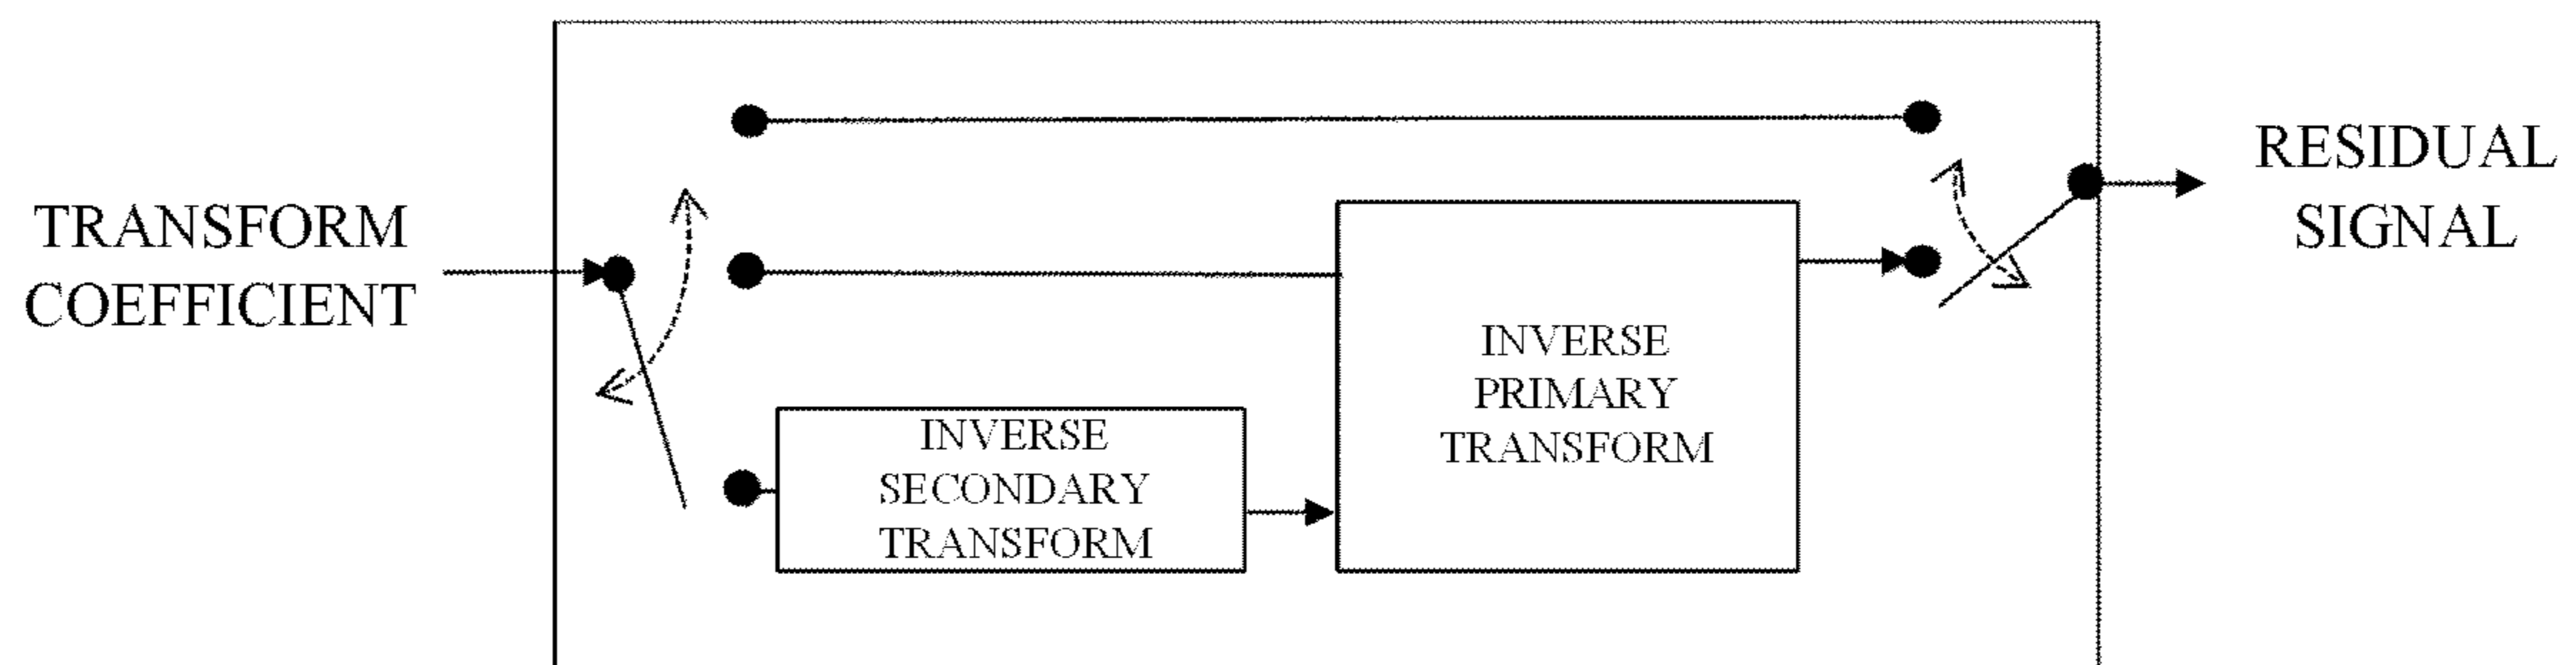 TRANSFORM
COEFFICIENT
INVERSE
SECONDARY
TRANSFORM
INVERSE
PRIMARY
TRANSFORM
RESIDUAL
SIGNAL